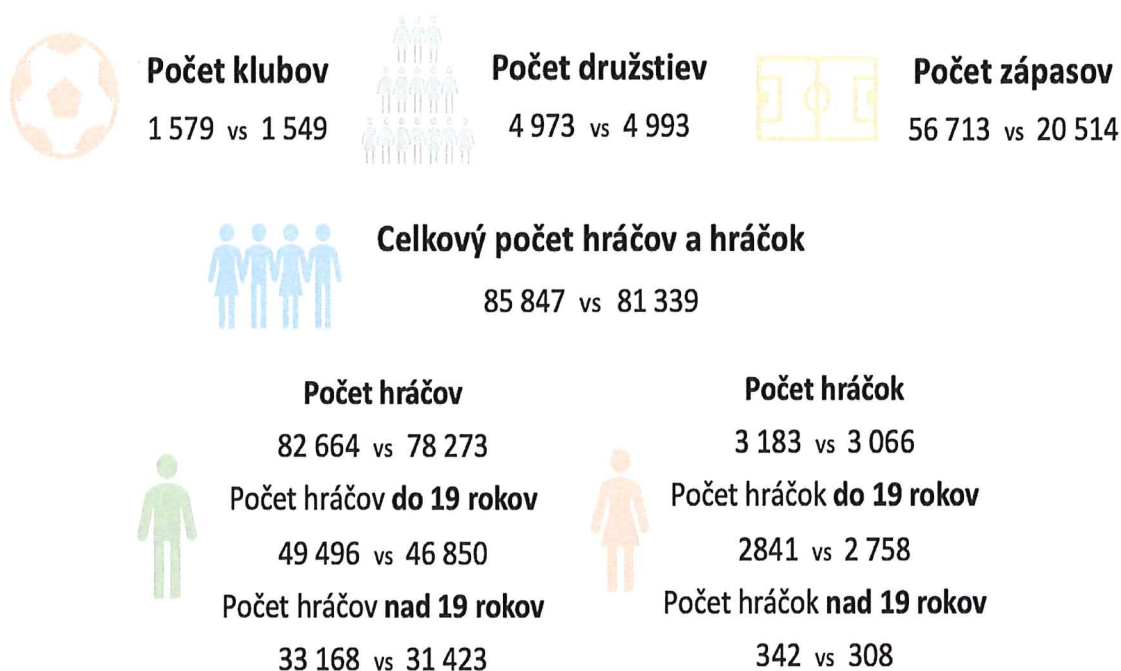 Počet klubov
1 579 vs 1 549
Počet družstiev
4 973 vs 4 993
Počet zápasov
56 713 vs 20 514
Celkový počet hráčov a hráčok
85 847 vs 81 339
Počet hráčov
82 664 vs 78 273
Počet hráčov do 19 rokov
49 496 vs 46 850
Počet hráčov nad 19 rokov
33 168 vs 31 423
Počet hráčok
3 183 vs 3 066
Počet hráčok do 19 rokov
2841 vs 2 758
Počet hráčok nad 19 rokov
342 vs 308